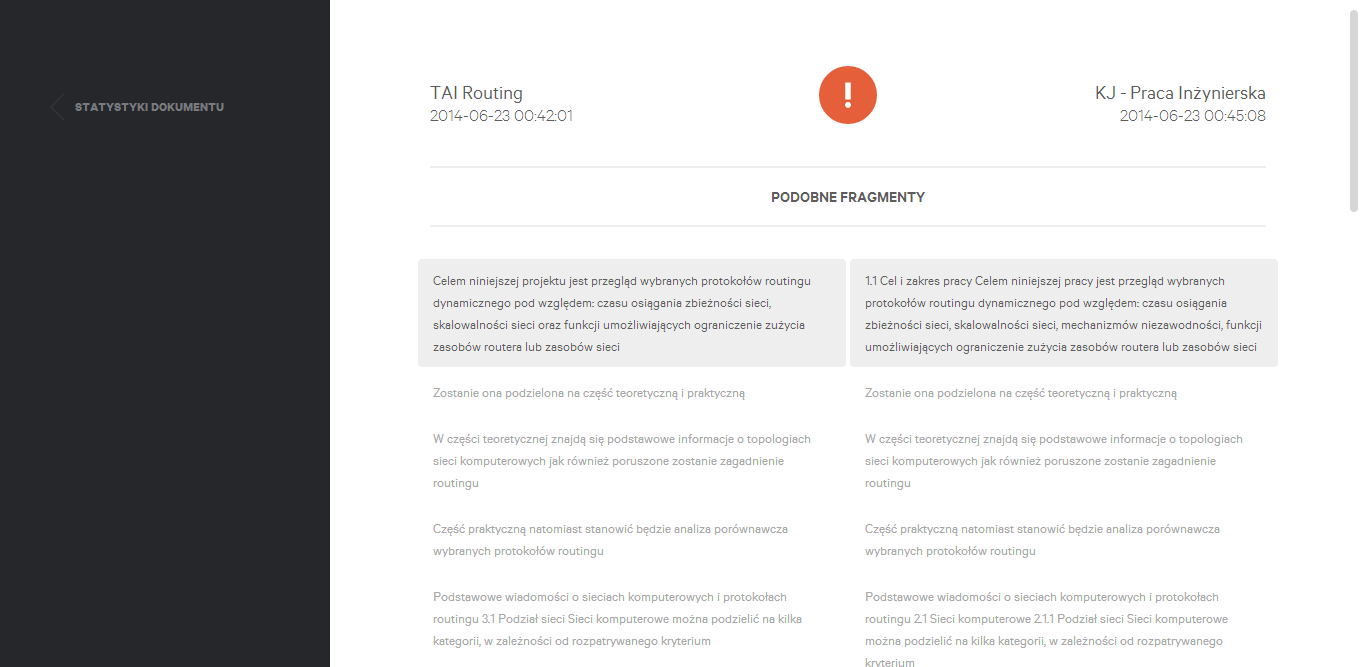 STATYSTYKI DOKUMENTU
TAI Routing
2014-06-23 00:42:01
!
KJ - Praca Inżynierska
2014-06-23 00:45:08
PODOBNE FRAGMENTY
Celem niniejszej projektu jest przegląd wybranych protokołów routingu
dynamicznego pod względem: czasu osiągania zbieżności sieci,
skalowalności sieci oraz funkcji umożliwiających ograniczenie zużycia
zasobów routera lub zasobów sieci
1.1 Cel i zakres pracy Celem niniejszej pracy jest przegląd wybranych
protokołów routingu dynamicznego pod względem: czasu osiągania
zbieżności sieci, skalowalności sieci, mechanizmów niezawodności, funkcji
umożliwiających ograniczenie zużycia zasobów routera lub zasobów sieci
Zostanie ona podzielona na część teoretyczną i praktyczną
Zostanie ona podzielona na część teoretyczną i praktyczną
W części teoretycznej znajdą się podstawowe informacje o topologiach
sieci komputerowych jak również poruszone zostanie zagadnienie
routingu
W części teoretycznej znajdą się podstawowe informacje o topologiach
sieci komputerowych jak również poruszone zostanie zagadnienie
routingu
Część praktyczną natomiast stanowić będzie analiza porównawcza
wybranych protokołów routingu
Część praktyczną natomiast stanowić będzie analiza porównawcza
wybranych protokołów routingu
Podstawowe wiadomości o sieciach komputerowych i protokołach
routingu 3.1 Podział sieci Sieci komputerowe można podzielić na kilka
kategorii, w zależności od rozpatrywanego kryterium
Podstawowe wiadomości o sieciach komputerowych i protokołach
routingu 2.1 Sieci komputerowe 2.1.1 Podział sieci Sieci komputerowe
można podzielić na kilka kategorii, w zależności od rozpatrywanego
kryterium